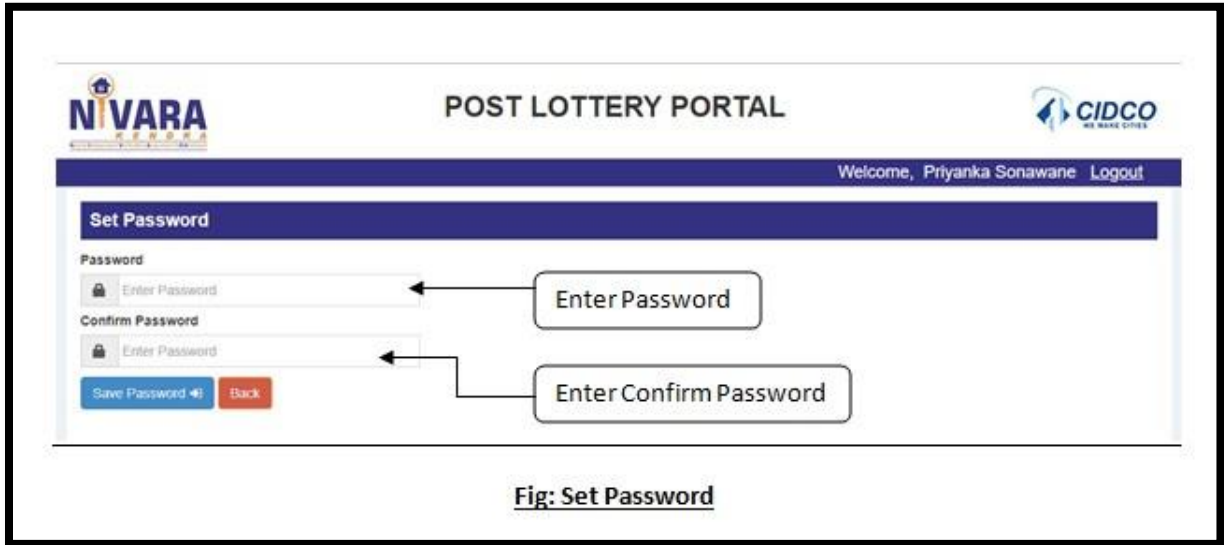 NIVARA
KENDRA
POST LOTTERY PORTAL
CIDCO
WE MAKE CITIES
Welcome, Priyanka Sonawane Logout
Set Password
Password
Enter Password
Enter Password
Confirm Password
Enter Password
Enter Confirm Password
Save Password Back
Fig: Set Password